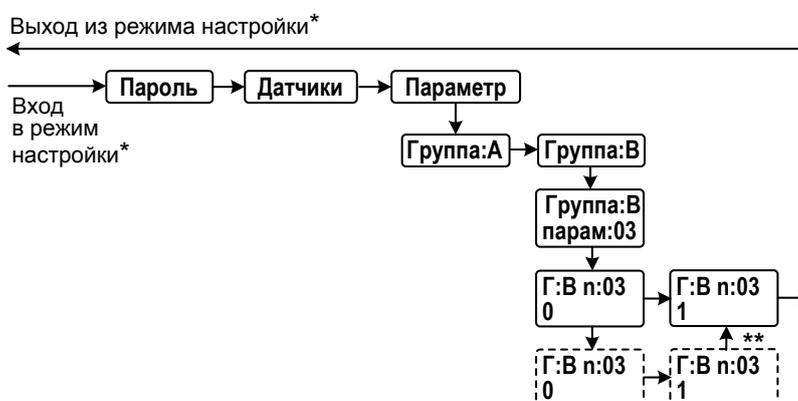 Выход из режима настройки*
Пароль
Датчики
Параметр
Вход
в режим
настройки*
Группа:А
Группа:В
Группа:В
парам:03
Г:В n:03
0
Г:В n:03
1
**
Г:В n:03
0
Г:В n:03
1